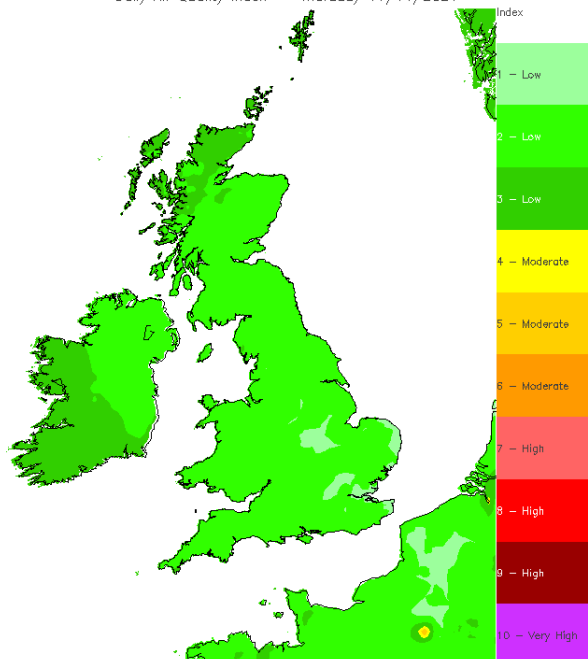 Index
1 - Low
2 - Low
3 - Low
4 - Moderate
5 - Moderate
6 - Moderate
7 - High
8 - High
9 - High
10 - Very High